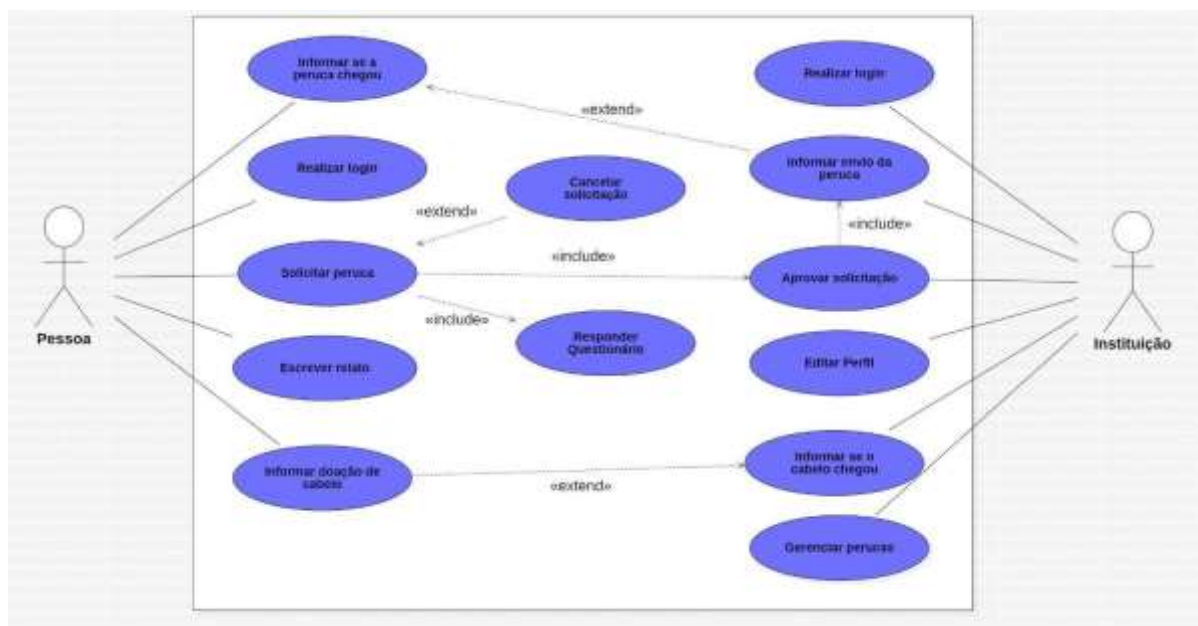 Informar se a
peruca chegou
Realizar login
«extend»
Realizar login
Informar envio da
peruca
Cancelar
solicitação
«extend»
«include»
«include»
Solicitar peruca
Aprovar solicitação
«include»
Responder
Questionário
Pessoa
Instituição
Escrever relato
Editar Perfil
Informar se o
cabelo chegou
Informar doação de
cabelo
«extend»
Gerenciar perucas